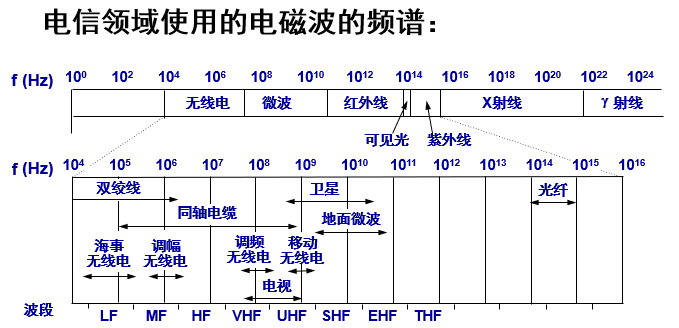 电信领域使用的电磁波的频谱:
f (Hz) 10^0 10^2 10^4 10^6 10^8 10^10 10^12 10^14 10^16 10^18 10^20 10^22 10^24
无线电 微波 红外线 X射线 γ射线
可见光 紫外线
f (Hz) 10^4 10^5 10^6 10^7 10^8 10^9 10^10 10^11 10^12 10^13 10^14 10^15 10^16
双绞线 卫星 光纤
同轴电缆 地面微波
海事 调幅 调频 移动
无线电 无线电 无线电 无线电
电视
波段 LF MF HF VHF UHF SHF EHF THF